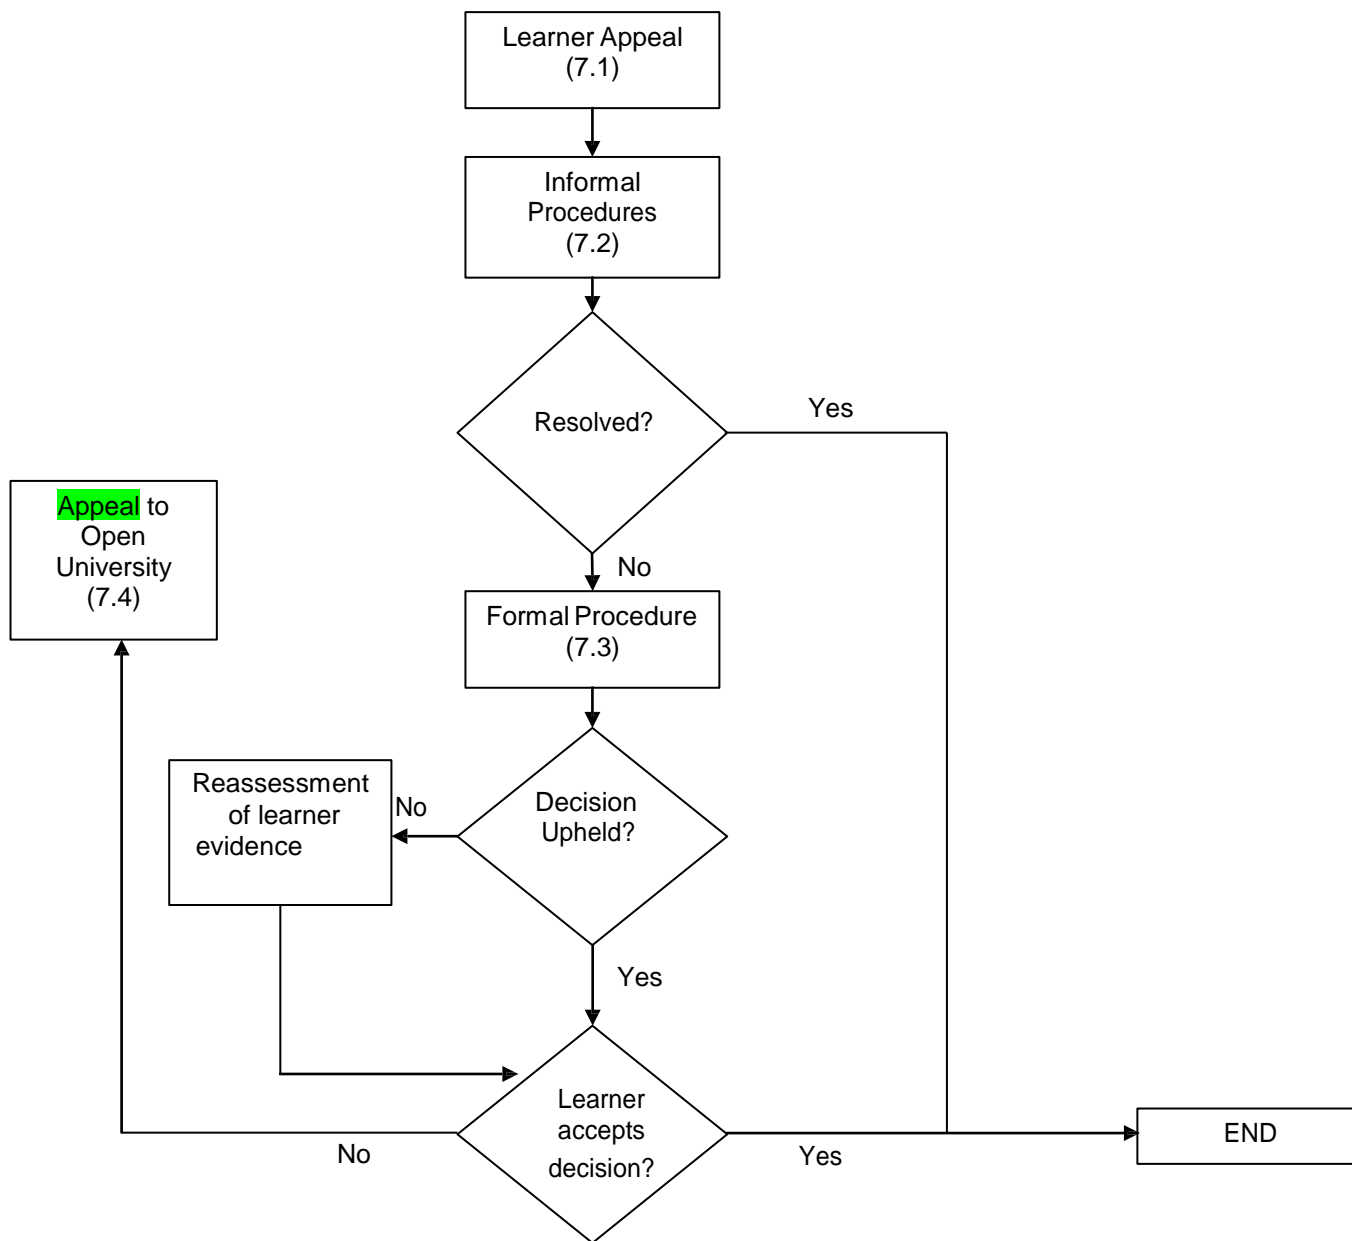 Learner Appeal
(7.1)
Informal
Procedures
(7.2)
Resolved?
Yes
No
Appeal to
Open
University
(7.4)
Formal Procedure
(7.3)
Decision
Upheld?
No
Reassessment
of learner
evidence
Yes
Learner
accepts
decision?
No
Yes
END